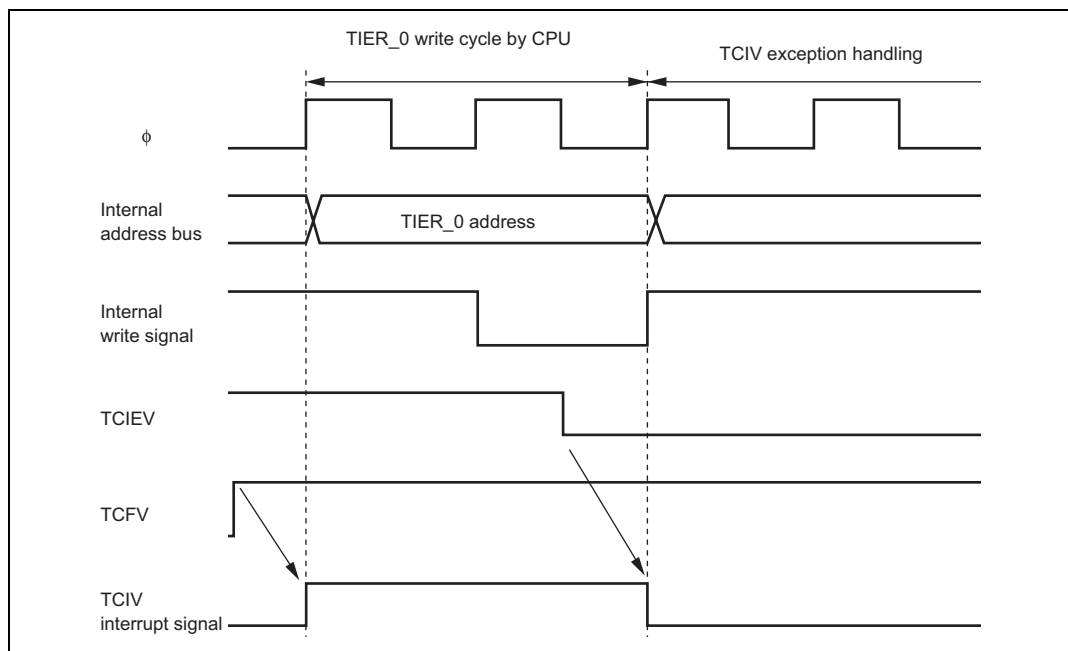 TIER_0 write cycle by CPU
TCIV exception handling
ϕ
Internal
address bus
TIER_0 address
Internal
write signal
TCIEV
TCFV
TCIV
interrupt signal